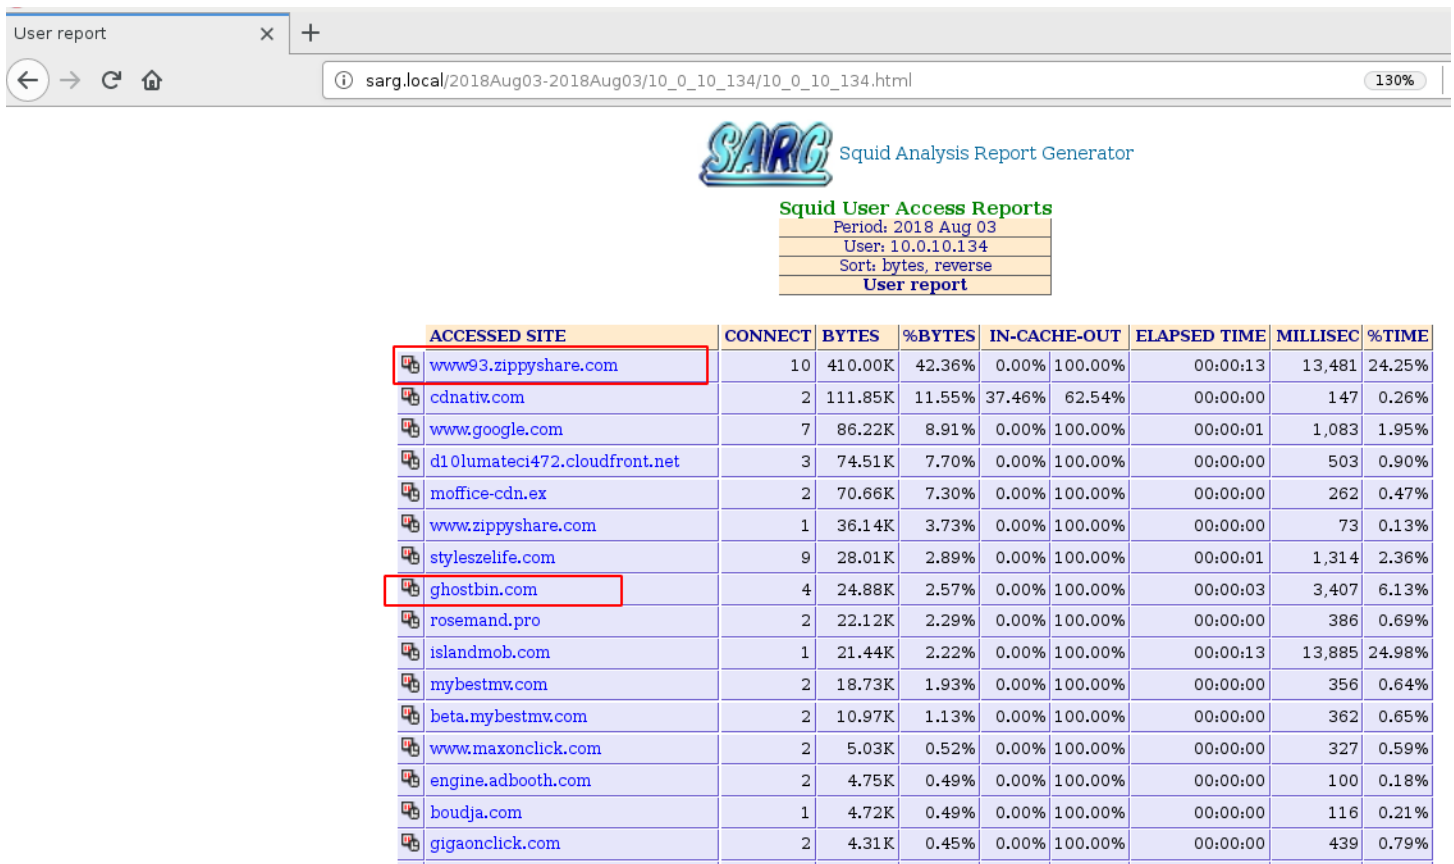 User report
sarg.local/2018Aug03-2018Aug03/10_0_10_134/10_0_10_134.html 130%
SARG Squid Analysis Report Generator
Squid User Access Reports
Period: 2018 Aug 03
User: 10.0.10.134
Sort: bytes, reverse
User report
ACCESSED SITE CONNECT BYTES %BYTES IN-CACHE-OUT ELAPSED TIME MILLISEC %TIME
www93.zippyshare.com 10 410.00K 42.36% 0.00% 100.00% 00:00:13 13,481 24.25%
cdnativ.com 2 111.85K 11.55% 37.46% 62.54% 00:00:00 147 0.26%
www.google.com 7 86.22K 8.91% 0.00% 100.00% 00:00:01 1,083 1.95%
d10lumateci472.cloudfront.net 3 74.51K 7.70% 0.00% 100.00% 00:00:00 503 0.90%
moffice-cdn.ex 2 70.66K 7.30% 0.00% 100.00% 00:00:00 262 0.47%
www.zippyshare.com 1 36.14K 3.73% 0.00% 100.00% 00:00:00 73 0.13%
styleszelife.com 9 28.01K 2.89% 0.00% 100.00% 00:00:01 1,314 2.36%
ghostbin.com 4 24.88K 2.57% 0.00% 100.00% 00:00:03 3,407 6.13%
rosemand.pro 2 22.12K 2.29% 0.00% 100.00% 00:00:00 386 0.69%
islandmob.com 1 21.44K 2.22% 0.00% 100.00% 00:00:13 13,885 24.98%
mybestmv.com 2 18.73K 1.93% 0.00% 100.00% 00:00:00 356 0.64%
beta.mybestmv.com 2 10.97K 1.13% 0.00% 100.00% 00:00:00 362 0.65%
www.maxonclick.com 2 5.03K 0.52% 0.00% 100.00% 00:00:00 327 0.59%
engine.adbooth.com 2 4.75K 0.49% 0.00% 100.00% 00:00:00 100 0.18%
boudja.com 1 4.72K 0.49% 0.00% 100.00% 00:00:00 116 0.21%
gigaonclick.com 2 4.31K 0.45% 0.00% 100.00% 00:00:00 439 0.79%